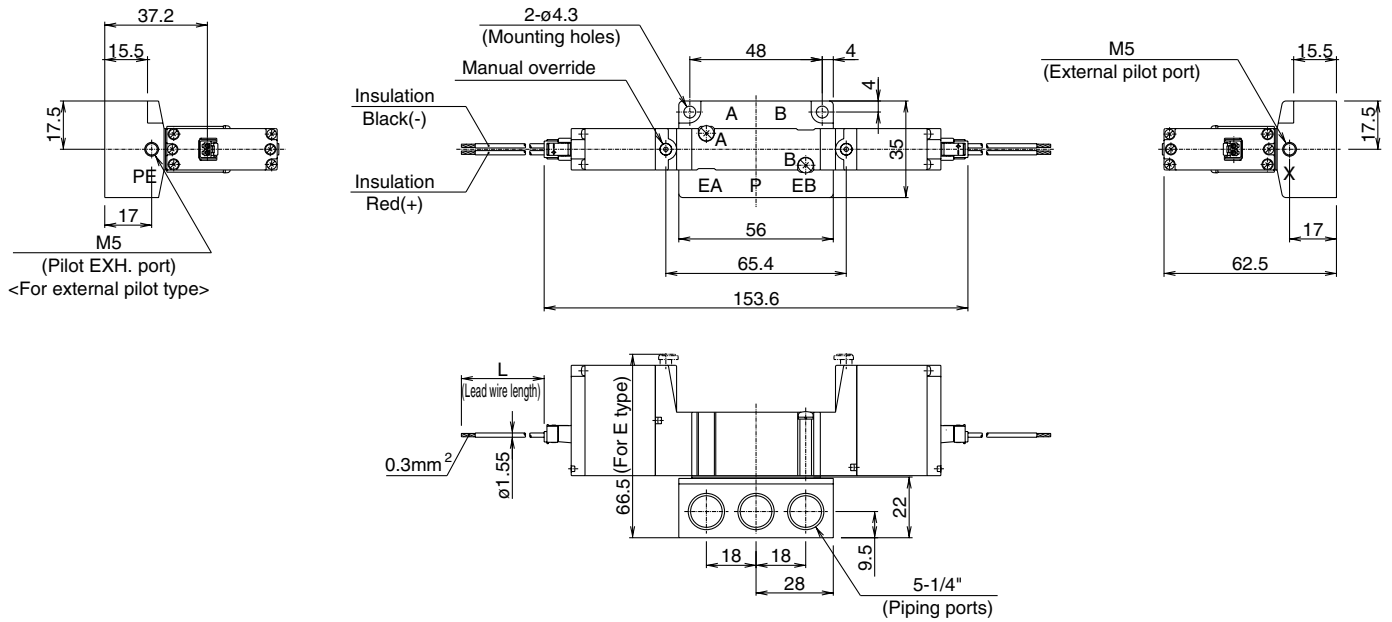 37.2
15.5
17.5
PE
17
M5
(Pilot EXH. port)
<For external pilot type>
2-ø4.3
(Mounting holes)
Manual override
Insulation
Black(-)
Insulation
Red(+)
48
4
4
A
B
A
B
EA
P
EB
35
56
65.4
153.6
M5
(External pilot port)
15.5
17.5
X
17
62.5
L
(Lead wire length)
0.3mm²
ø1.55
66.5 (For E type)
22
9.5
18
18
28
5-1/4"
(Piping ports)